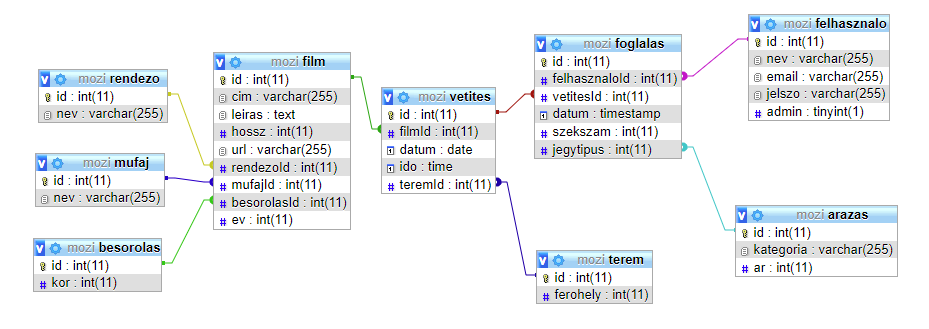 mozi rendezo
id : int(11)
nev : varchar(255)
mozi mufaj
id : int(11)
nev : varchar(255)
mozi besorolas
id : int(11)
kor : int(11)
mozi film
id : int(11)
cim : varchar(255)
leiras : text
hossz : int(11)
url : varchar(255)
rendezoId : int(11)
mufajId : int(11)
besorolasId : int(11)
ev : int(11)
mozi vetites
id : int(11)
filmId : int(11)
datum : date
ido : time
teremId : int(11)
mozi foglalas
id : int(11)
felhasznaloId : int(11)
vetitesId : int(11)
datum : timestamp
szekszam : int(11)
jegytipus : int(11)
mozi terem
id : int(11)
ferohely : int(11)
mozi felhasznalo
id : int(11)
nev : varchar(255)
email : varchar(255)
jelszo : varchar(255)
admin : tinyint(1)
mozi arazas
id : int(11)
kategoria : varchar(255)
ar : int(11)